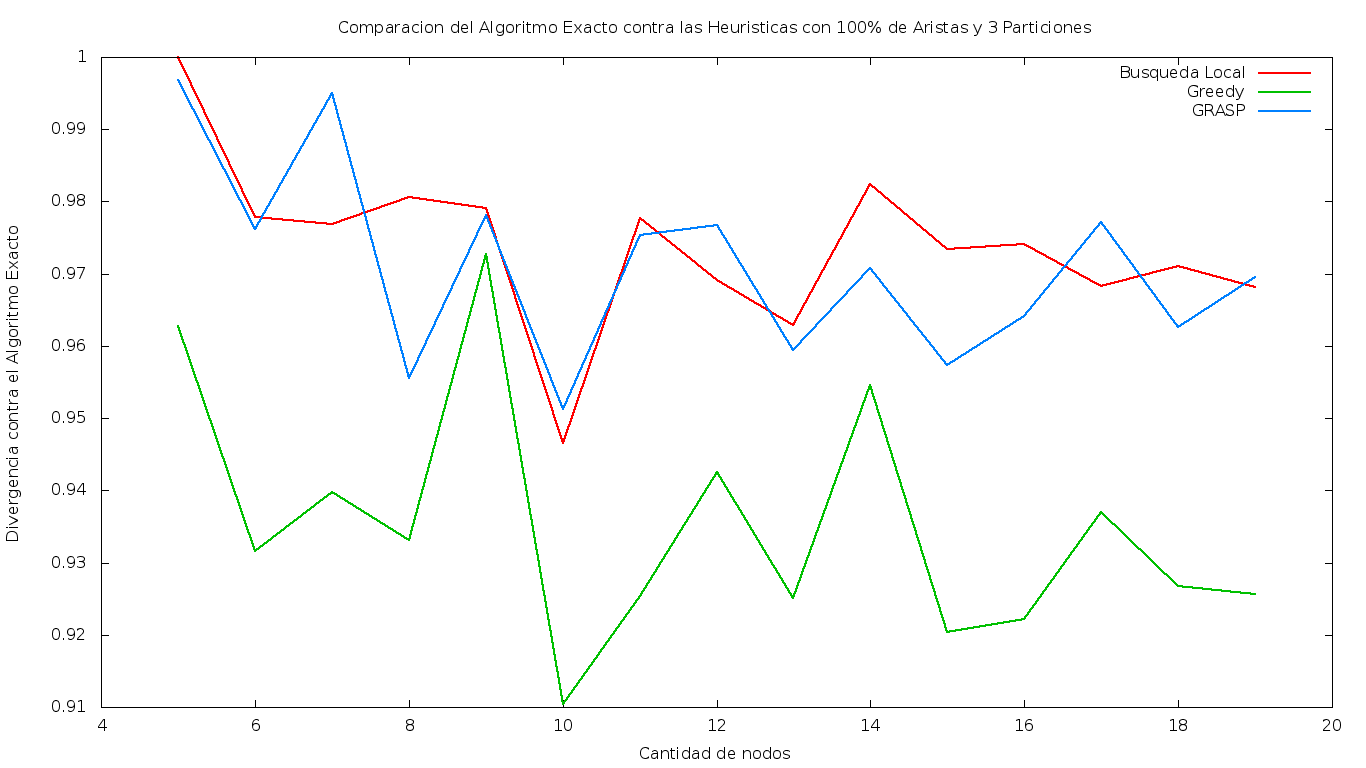 Comparacion del Algoritmo Exacto contra las Heuristicas con 100% de Aristas y 3 Particiones
Busqueda Local
Greedy
GRASP
Divergencia contra el Algoritmo Exacto
1
0.99
0.98
0.97
0.96
0.95
0.94
0.93
0.92
0.91
4 6 8 10 12 14 16 18 20
Cantidad de nodos